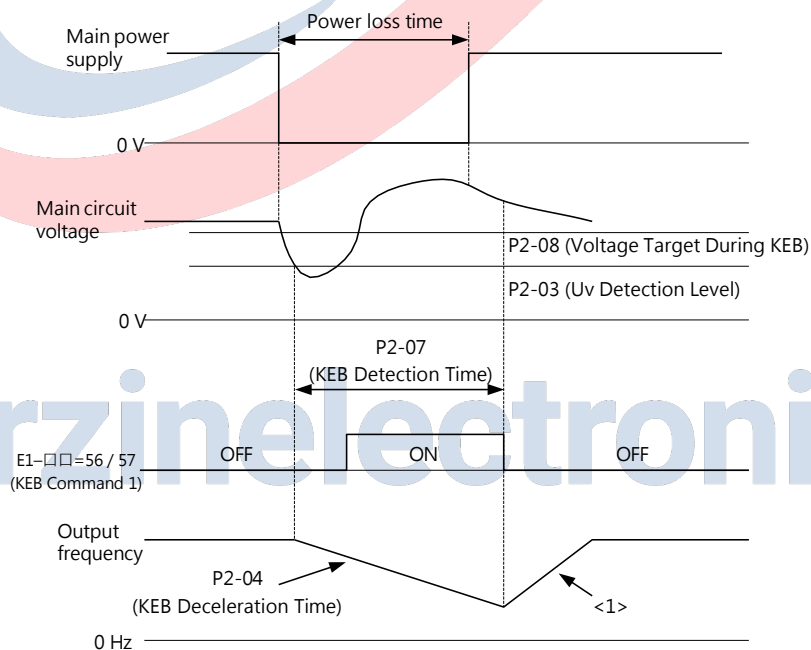 Power loss time
Main power
supply
0 V
Main circuit
voltage
P2-08 (Voltage Target During KEB)
P2-03 (Uv Detection Level)
0 V
P2-07
(KEB Detection Time)
rzinelectroni
E1-口口=56 / 57
(KEB Command 1)
OFF
ON
OFF
Output
frequency
P2-04
(KEB Deceleration Time)
<1>
0 Hz